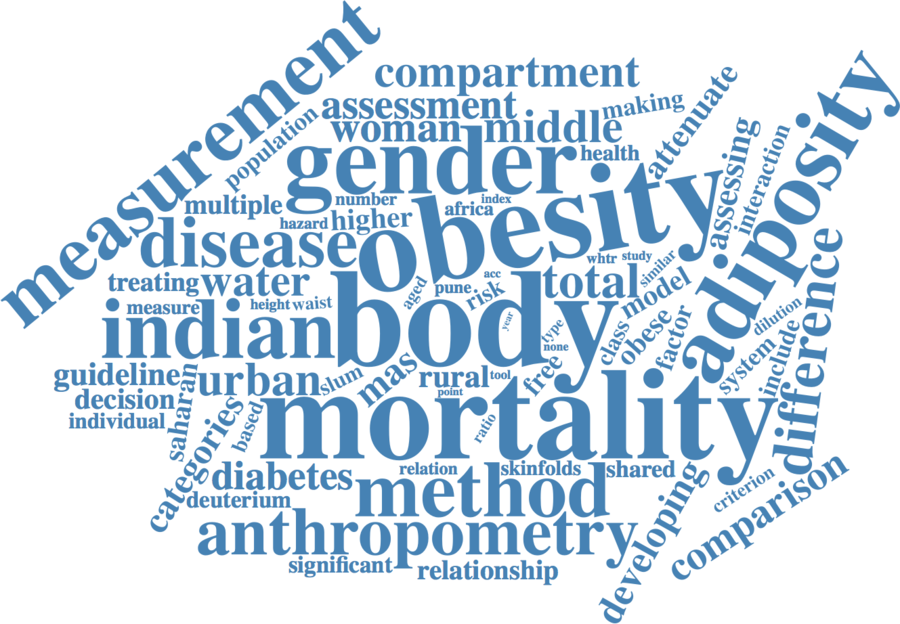 measurement
compartment
assessment
making
attenuate
population
woman middle
gender
health
adiposity
assessing
interaction
obesity
multiple
number
index
africa
hazard
higher
disease
whtr
study
similar
treating
water
acc
total
model
aged
pune
risk
body
measure
height
waist
indian
year
type
none
class
obese
factor
dilution
difference
guideline
urban
slum
mas
rural
tool
free
system
include
decision
individual
saharan
categories
based
point
ratio
mortality
diabetes
relation
skinfolds
shared
deuterium
method
developing
criterion
comparison
anthropometry
significant
relationship